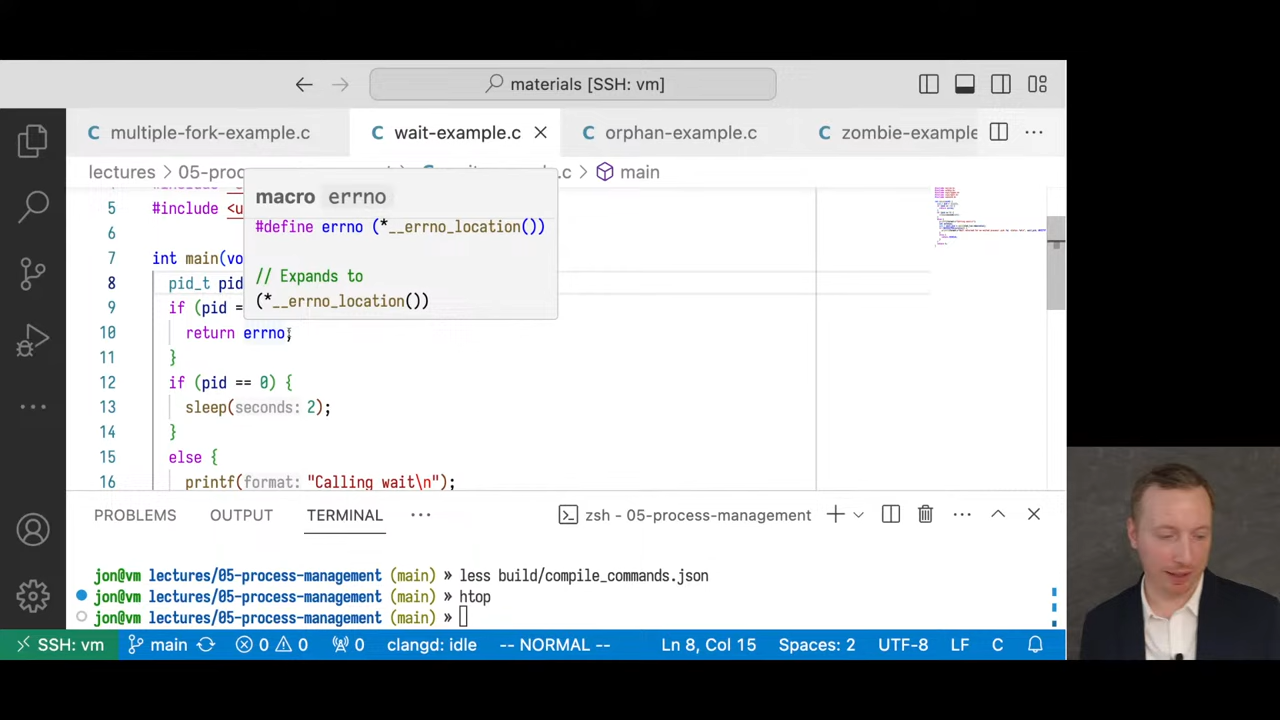 materials [SSH: vm]
C multiple-fork-example.c
C wait-example.c
C orphan-example.c
C zombie-example
lectures > 05-proc
.c > main
macro errno
#define errno (*__errno_location())
// Expands to
(*__errno_location())
5 #include <u
6
7 int main(vo
8 pid_t pid
9 if (pid =
10 return errno;
11 }
12 if (pid == 0) {
13 sleep(seconds: 2);
14 }
15 else {
16 printf(format: "Calling wait\n");
PROBLEMS OUTPUT TERMINAL ··· zsh - 05-process-management
jon@vm lectures/05-process-management (main) » less build/compile_commands.json
jon@vm lectures/05-process-management (main) » htop
jon@vm lectures/05-process-management (main) »
SSH: vm main 0 0 0 clangd: idle -- NORMAL -- Ln 8, Col 15 Spaces: 2 UTF-8 LF C